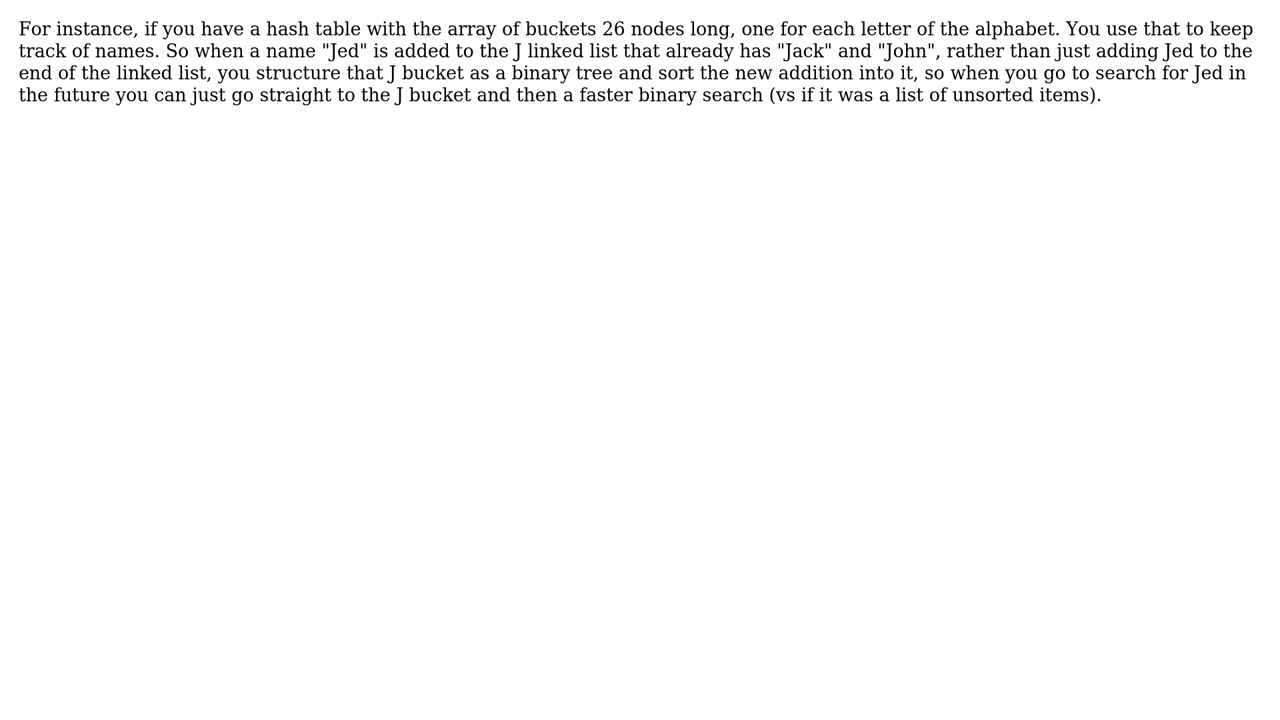 For instance, if you have a hash table with the array of buckets 26 nodes long, one for each letter of the alphabet. You use that to keep
track of names. So when a name "Jed" is added to the J linked list that already has "Jack" and "John", rather than just adding Jed to the
end of the linked list, you structure that J bucket as a binary tree and sort the new addition into it, so when you go to search for Jed in
the future you can just go straight to the J bucket and then a faster binary search (vs if it was a list of unsorted items).